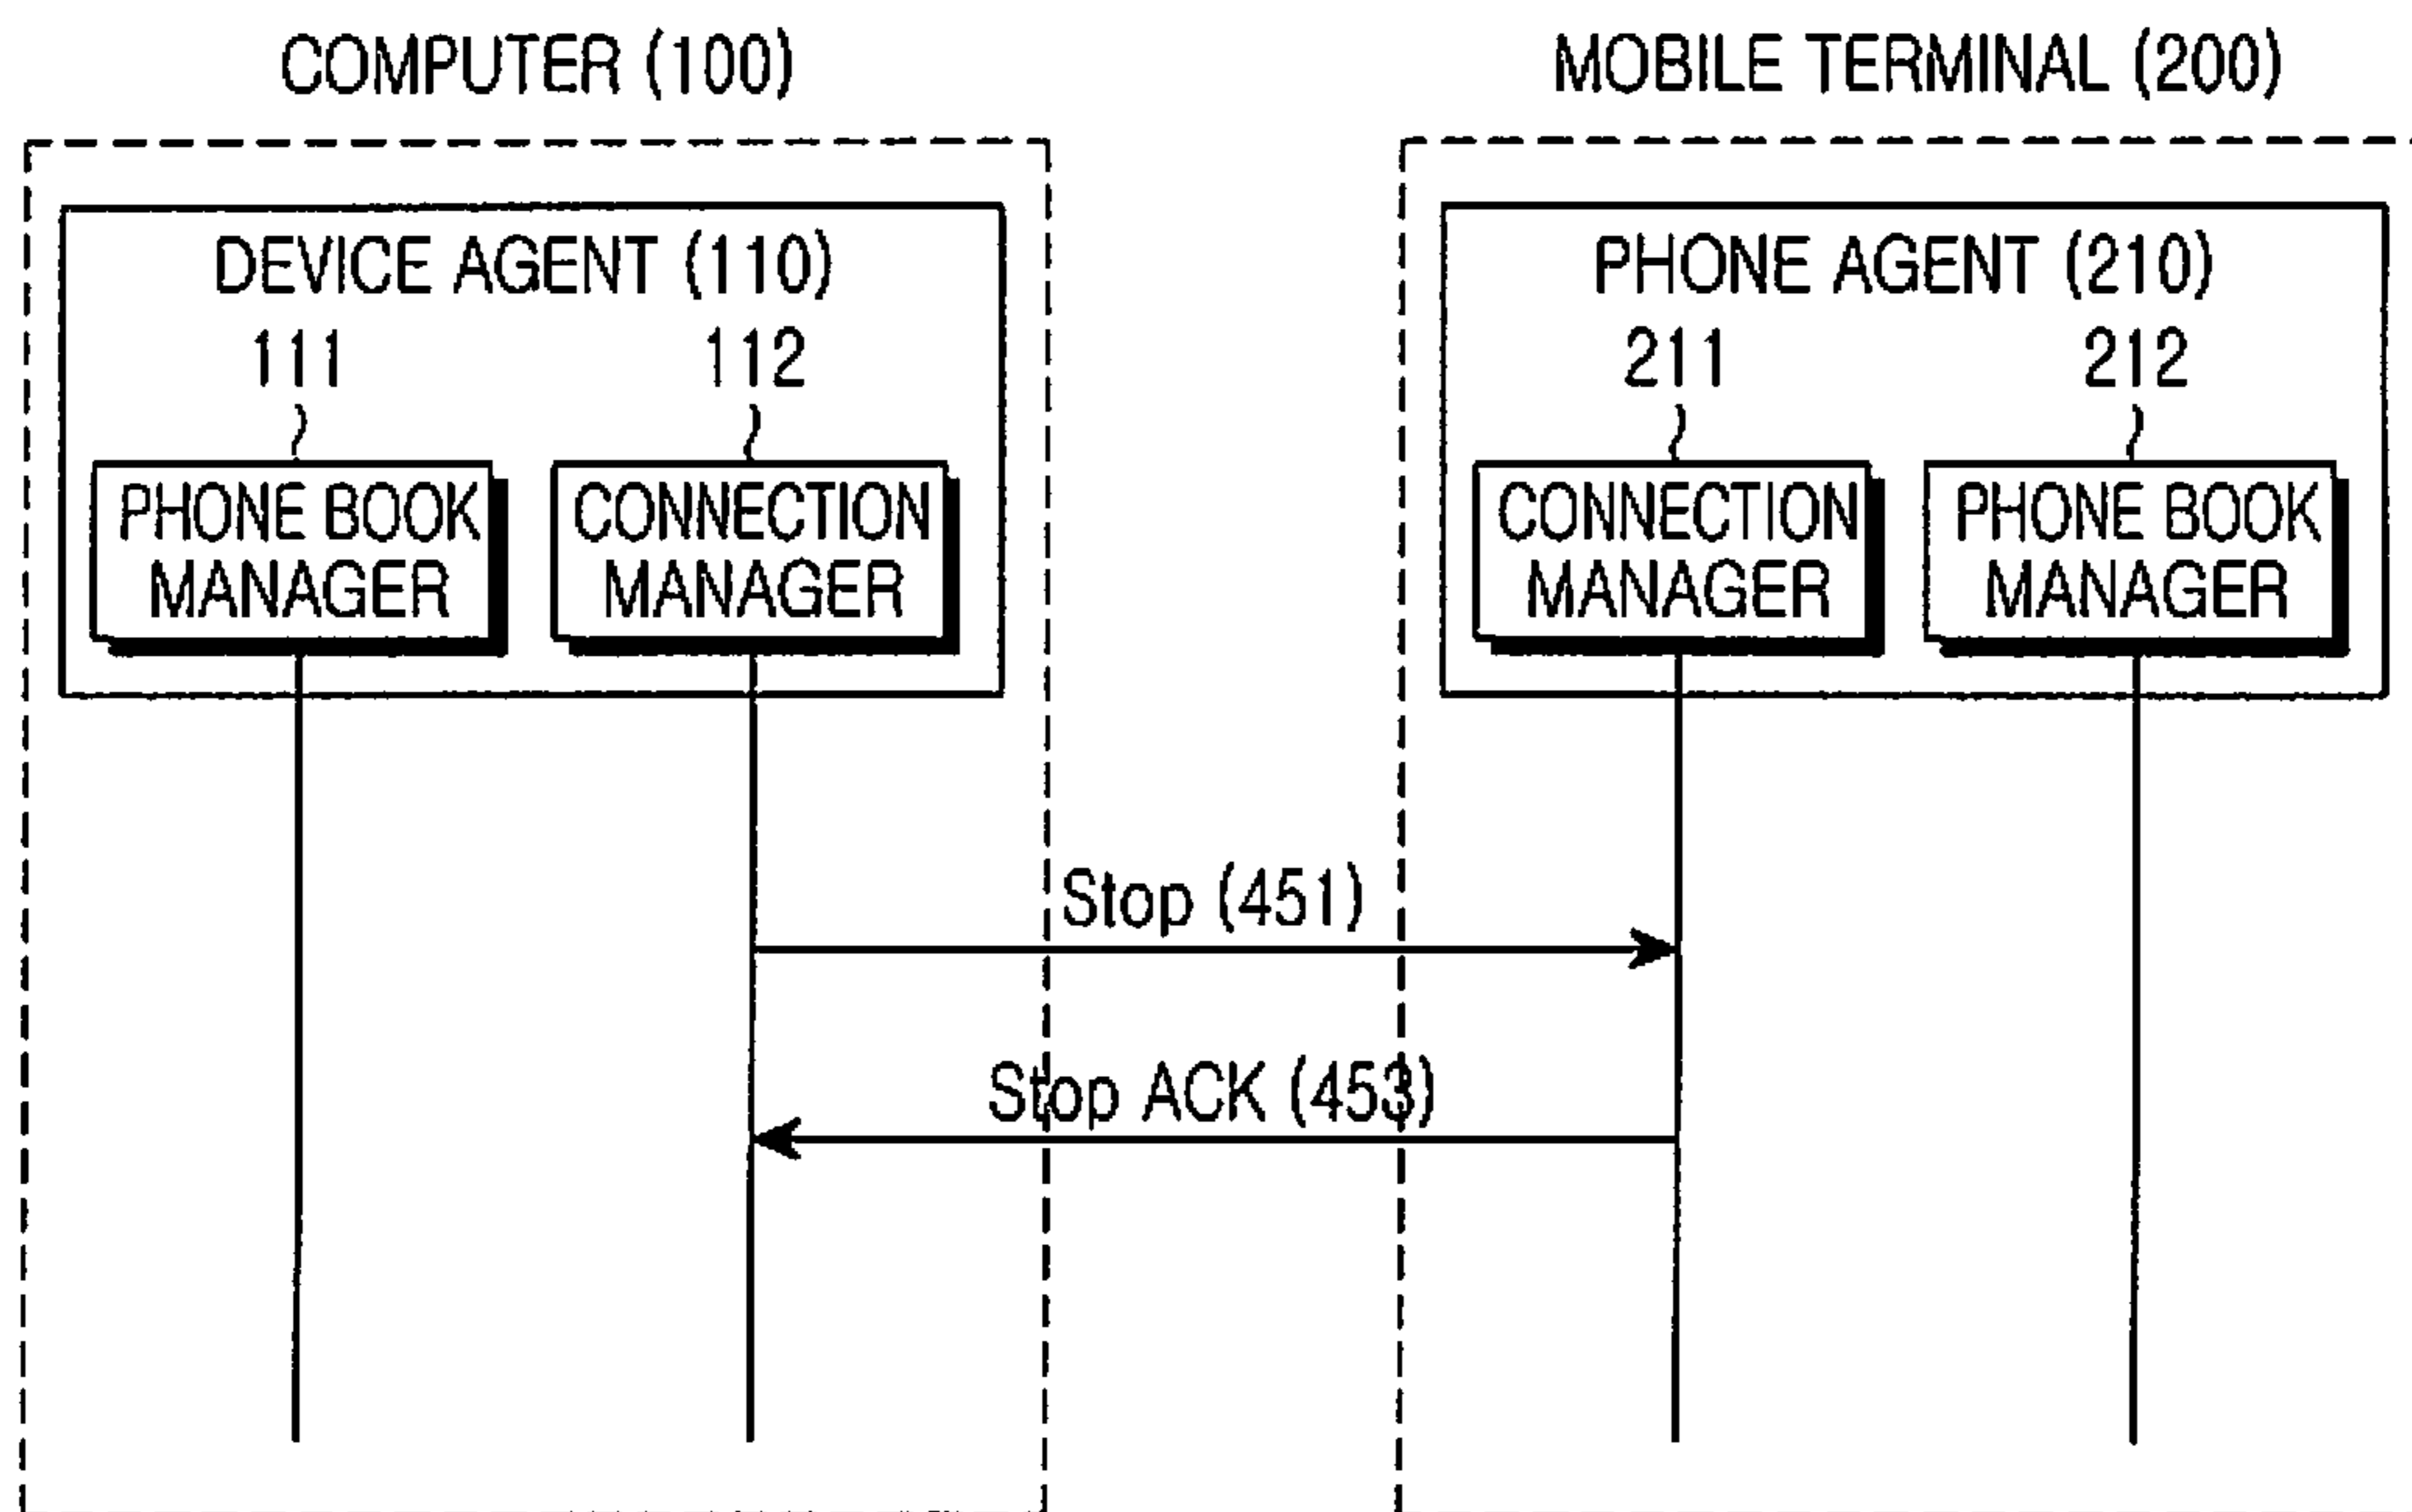 COMPUTER (100)
MOBILE TERMINAL (200)
DEVICE AGENT (110)
111
112
PHONE BOOK
MANAGER
CONNECTION
MANAGER
PHONE AGENT (210)
211
212
CONNECTION
MANAGER
PHONE BOOK
MANAGER
Stop (451)
Stop ACK (453)